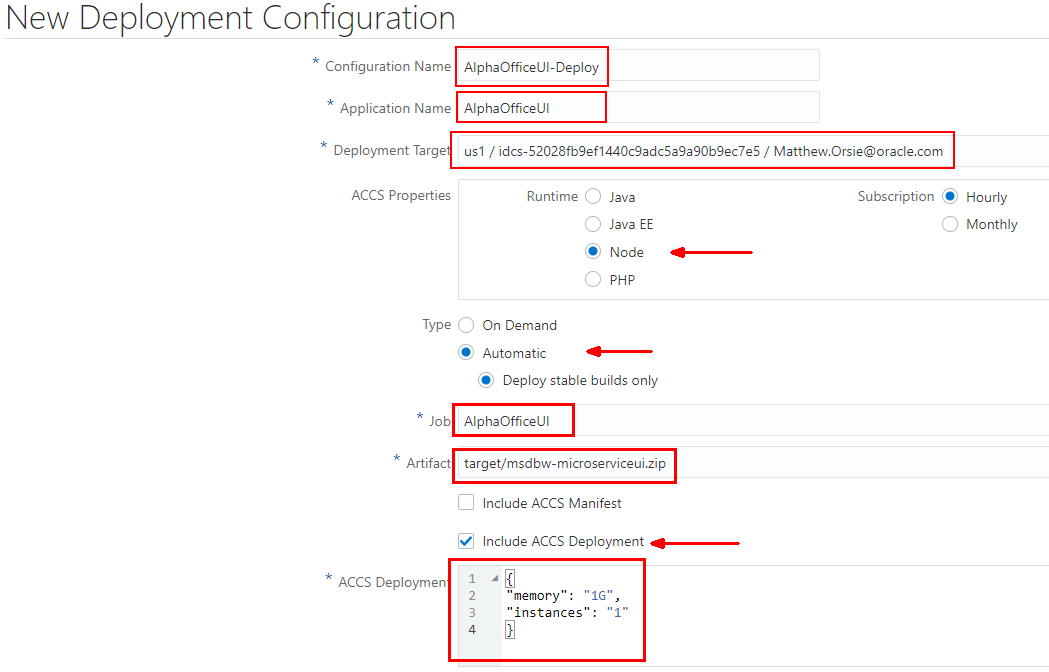 New Deployment Configuration
* Configuration Name AlphaOfficeUI-Deploy
* Application Name AlphaOfficeUI
* Deployment Target us1 / idcs-52028fb9ef1440c9adc5a9a90b9ec7e5 / Matthew.Orsie@oracle.com
ACCS Properties Runtime Java Subscription Hourly
Java EE Monthly
Node
PHP
Type On Demand
Automatic
Deploy stable builds only
* Job AlphaOfficeUI
* Artifact target/msdbw-microserviceui.zip
Include ACCS Manifest
Include ACCS Deployment
* ACCS Deployment 1 {
2 "memory": "1G",
3 "instances": "1"
4 }